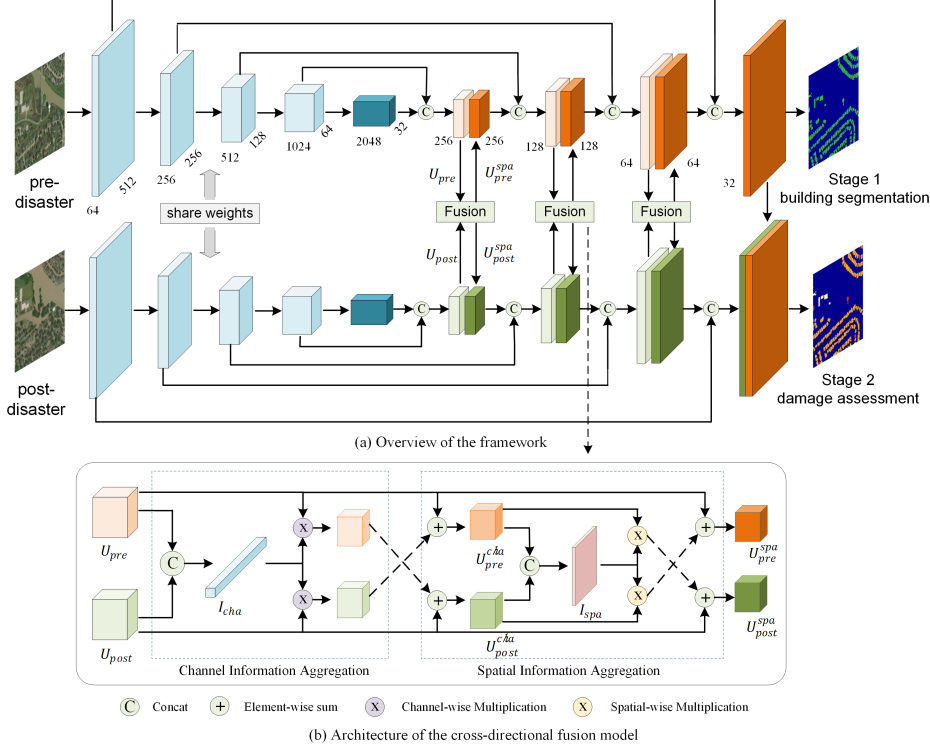 pre-
disaster
64
512
256
256
512
128
1024
64
2048
32
C
256
256
C
128
128
C
64
64
C
32
Stage 1
building segmentation
share weights
U_pre
U_pre^spa
Fusion
Fusion
Fusion
U_post
U_post^spa
post-
disaster
C
C
C
C
Stage 2
damage assessment
(a) Overview of the framework
U_pre
U_post
C
I_cha
X
X
+
+
U_pre^cha
U_post^cha
C
I_spa
X
X
+
+
U_pre^spa
U_post^spa
Channel Information Aggregation
Spatial Information Aggregation
C Concat
+ Element-wise sum
X Channel-wise Multiplication
X Spatial-wise Multiplication
(b) Architecture of the cross-directional fusion model